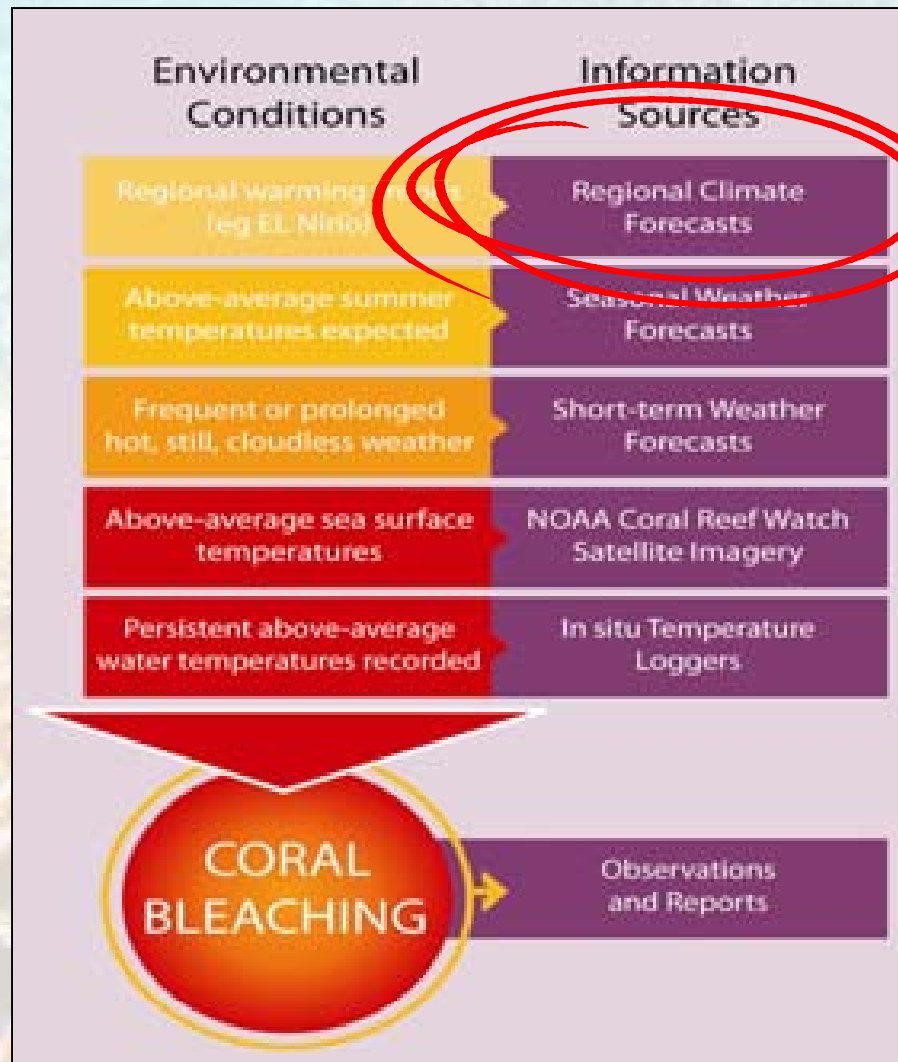 Environmental
Conditions
Information
Sources
Regional warming
(eg EL Nino)
Regional Climate
Forecasts
Above-average summer
temperatures expected
Seasonal Weather
Forecasts
Frequent or prolonged
hot, still, cloudless weather
Short-term Weather
Forecasts
Above-average sea surface
temperatures
NOAA Coral Reef Watch
Satellite Imagery
Persistent above-average
water temperatures recorded
In situ Temperature
Loggers
CORAL
BLEACHING
Observations
and Reports